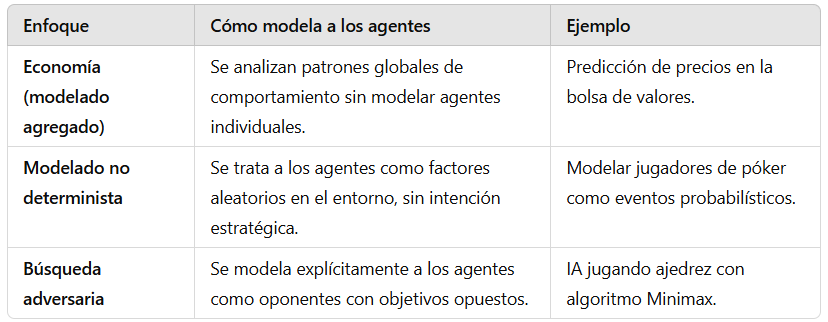 Enfoque
Cómo modela a los agentes
Ejemplo
Economía
(modelado
agregado)
Se analizan patrones globales de
comportamiento sin modelar agentes
individuales.
Predicción de precios en la
bolsa de valores.
Modelado no
determinista
Se trata a los agentes como factores
aleatorios en el entorno, sin intención
estratégica.
Modelar jugadores de póker
como eventos probabilísticos.
Búsqueda
adversaria
Se modela explícitamente a los agentes
como oponentes con objetivos opuestos.
IA jugando ajedrez con
algoritmo Minimax.